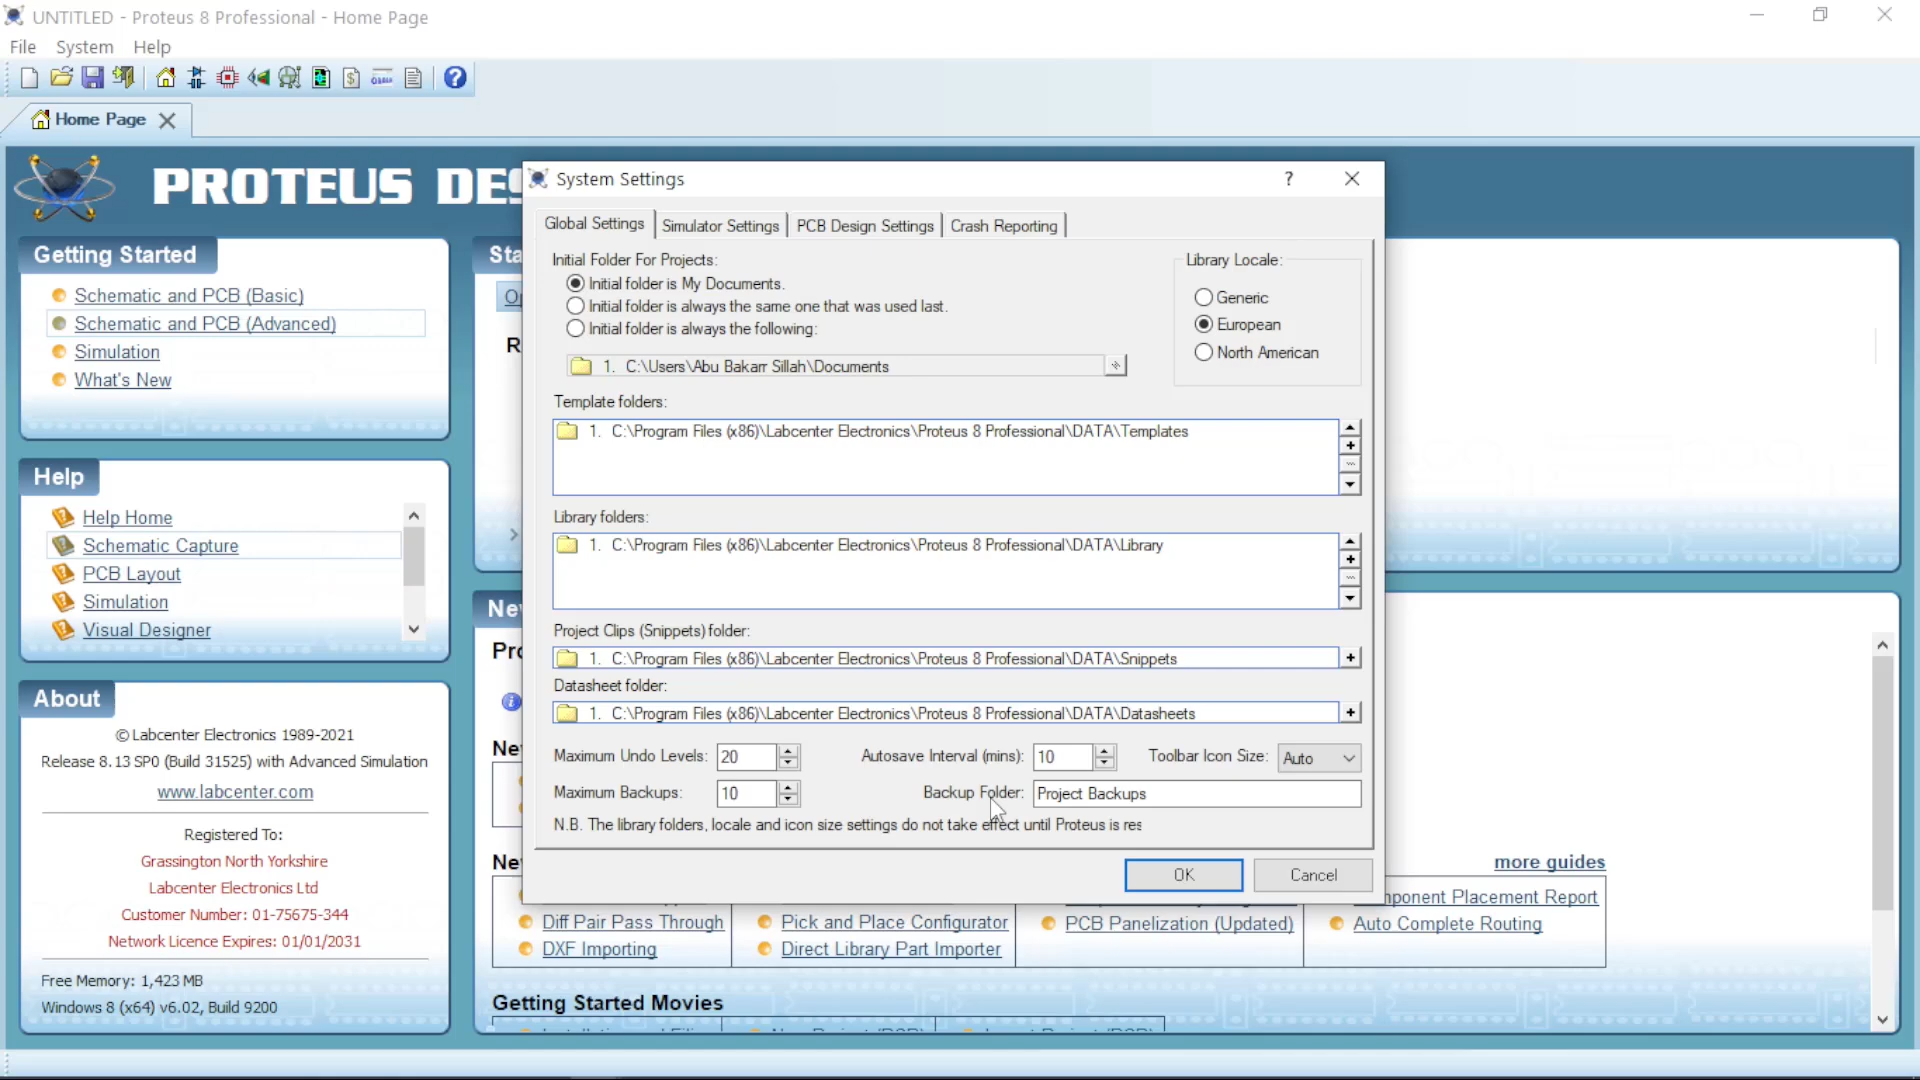 UNTITLED - Proteus 8 Professional - Home Page
File System Help
Home Page
PROTEUS DES
Getting Started
Schematic and PCB (Basic)
Schematic and PCB (Advanced)
Simulation
What's New
Help
Help Home
Schematic Capture
PCB Layout
Simulation
Visual Designer
About
© Labcenter Electronics 1989-2021
Release 8.13 SP0 (Build 31525) with Advanced Simulation
www.labcenter.com
Registered To:
Grassington North Yorkshire
Labcenter Electronics Ltd
Customer Number: 01-75675-344
Network Licence Expires: 01/01/2031
Free Memory: 1,423 MB
Windows 8 (x64) v6.02, Build 9200
System Settings
Global Settings Simulator Settings PCB Design Settings Crash Reporting
Initial Folder For Projects:
Initial folder is My Documents.
Initial folder is always the same one that was used last.
Initial folder is always the following:
1. C:\Users\Abu Bakarr Sillah\Documents
Library Locale:
Generic
European
North American
Template folders:
1. C:\Program Files (x86)\Labcenter Electronics\Proteus 8 Professional\DATA\Templates
Library folders:
1. C:\Program Files (x86)\Labcenter Electronics\Proteus 8 Professional\DATA\Library
Project Clips (Snippets) folder:
1. C:\Program Files (x86)\Labcenter Electronics\Proteus 8 Professional\DATA\Snippets
Datasheet folder:
1. C:\Program Files (x86)\Labcenter Electronics\Proteus 8 Professional\DATA\Datasheets
Maximum Undo Levels: 20 Autosave Interval (mins): 10 Toolbar Icon Size: Auto
Maximum Backups: 10 Backup Folder: Project Backups
N.B. The library folders, locale and icon size settings do not take effect until Proteus is res
OK Cancel
Sta
Op
R
Ne
Pro
Ne
Ne
more guides
mponent Placement Report
Diff Pair Pass Through Pick and Place Configurator PCB Panelization (Updated) Auto Complete Routing
DXF Importing Direct Library Part Importer
Getting Started Movies